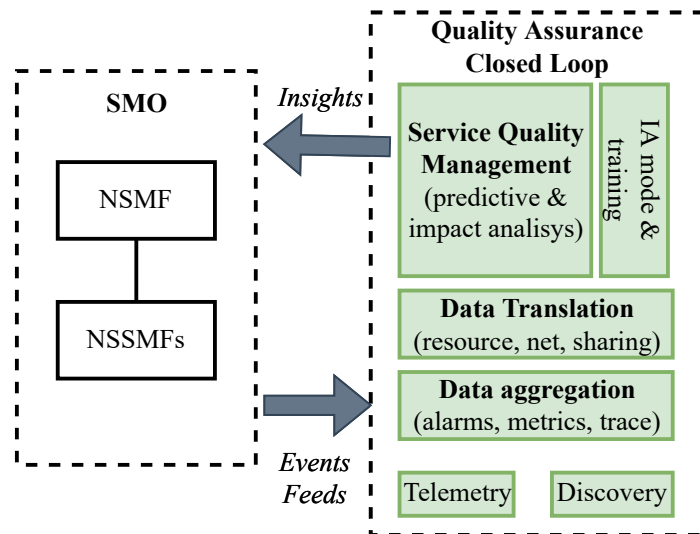 SMO
NSMF
NSSMFs
Insights
Events
Feeds
Quality Assurance
Closed Loop
Service Quality
Management
(predictive &
impact analisys)
IA mode &
training
Data Translation
(resource, net, sharing)
Data aggregation
(alarms, metrics, trace)
Telemetry
Discovery